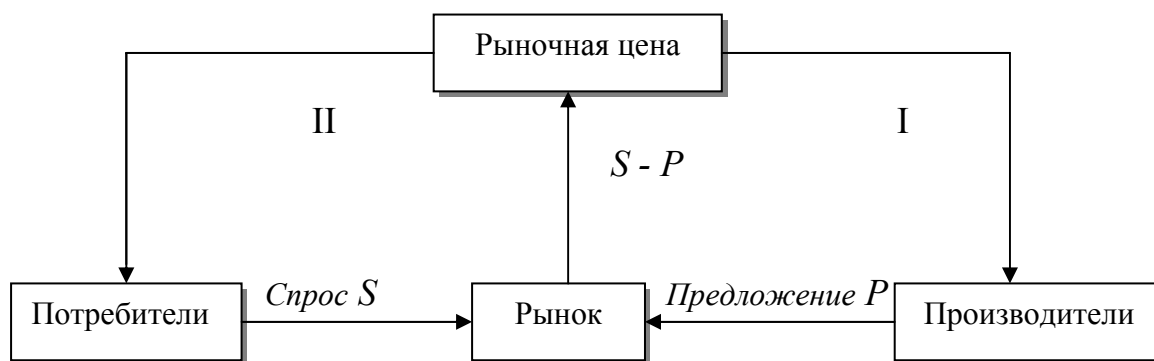 Рыночная цена
II
I
S - P
Спрос S
Предложение P
Потребители
Рынок
Производители